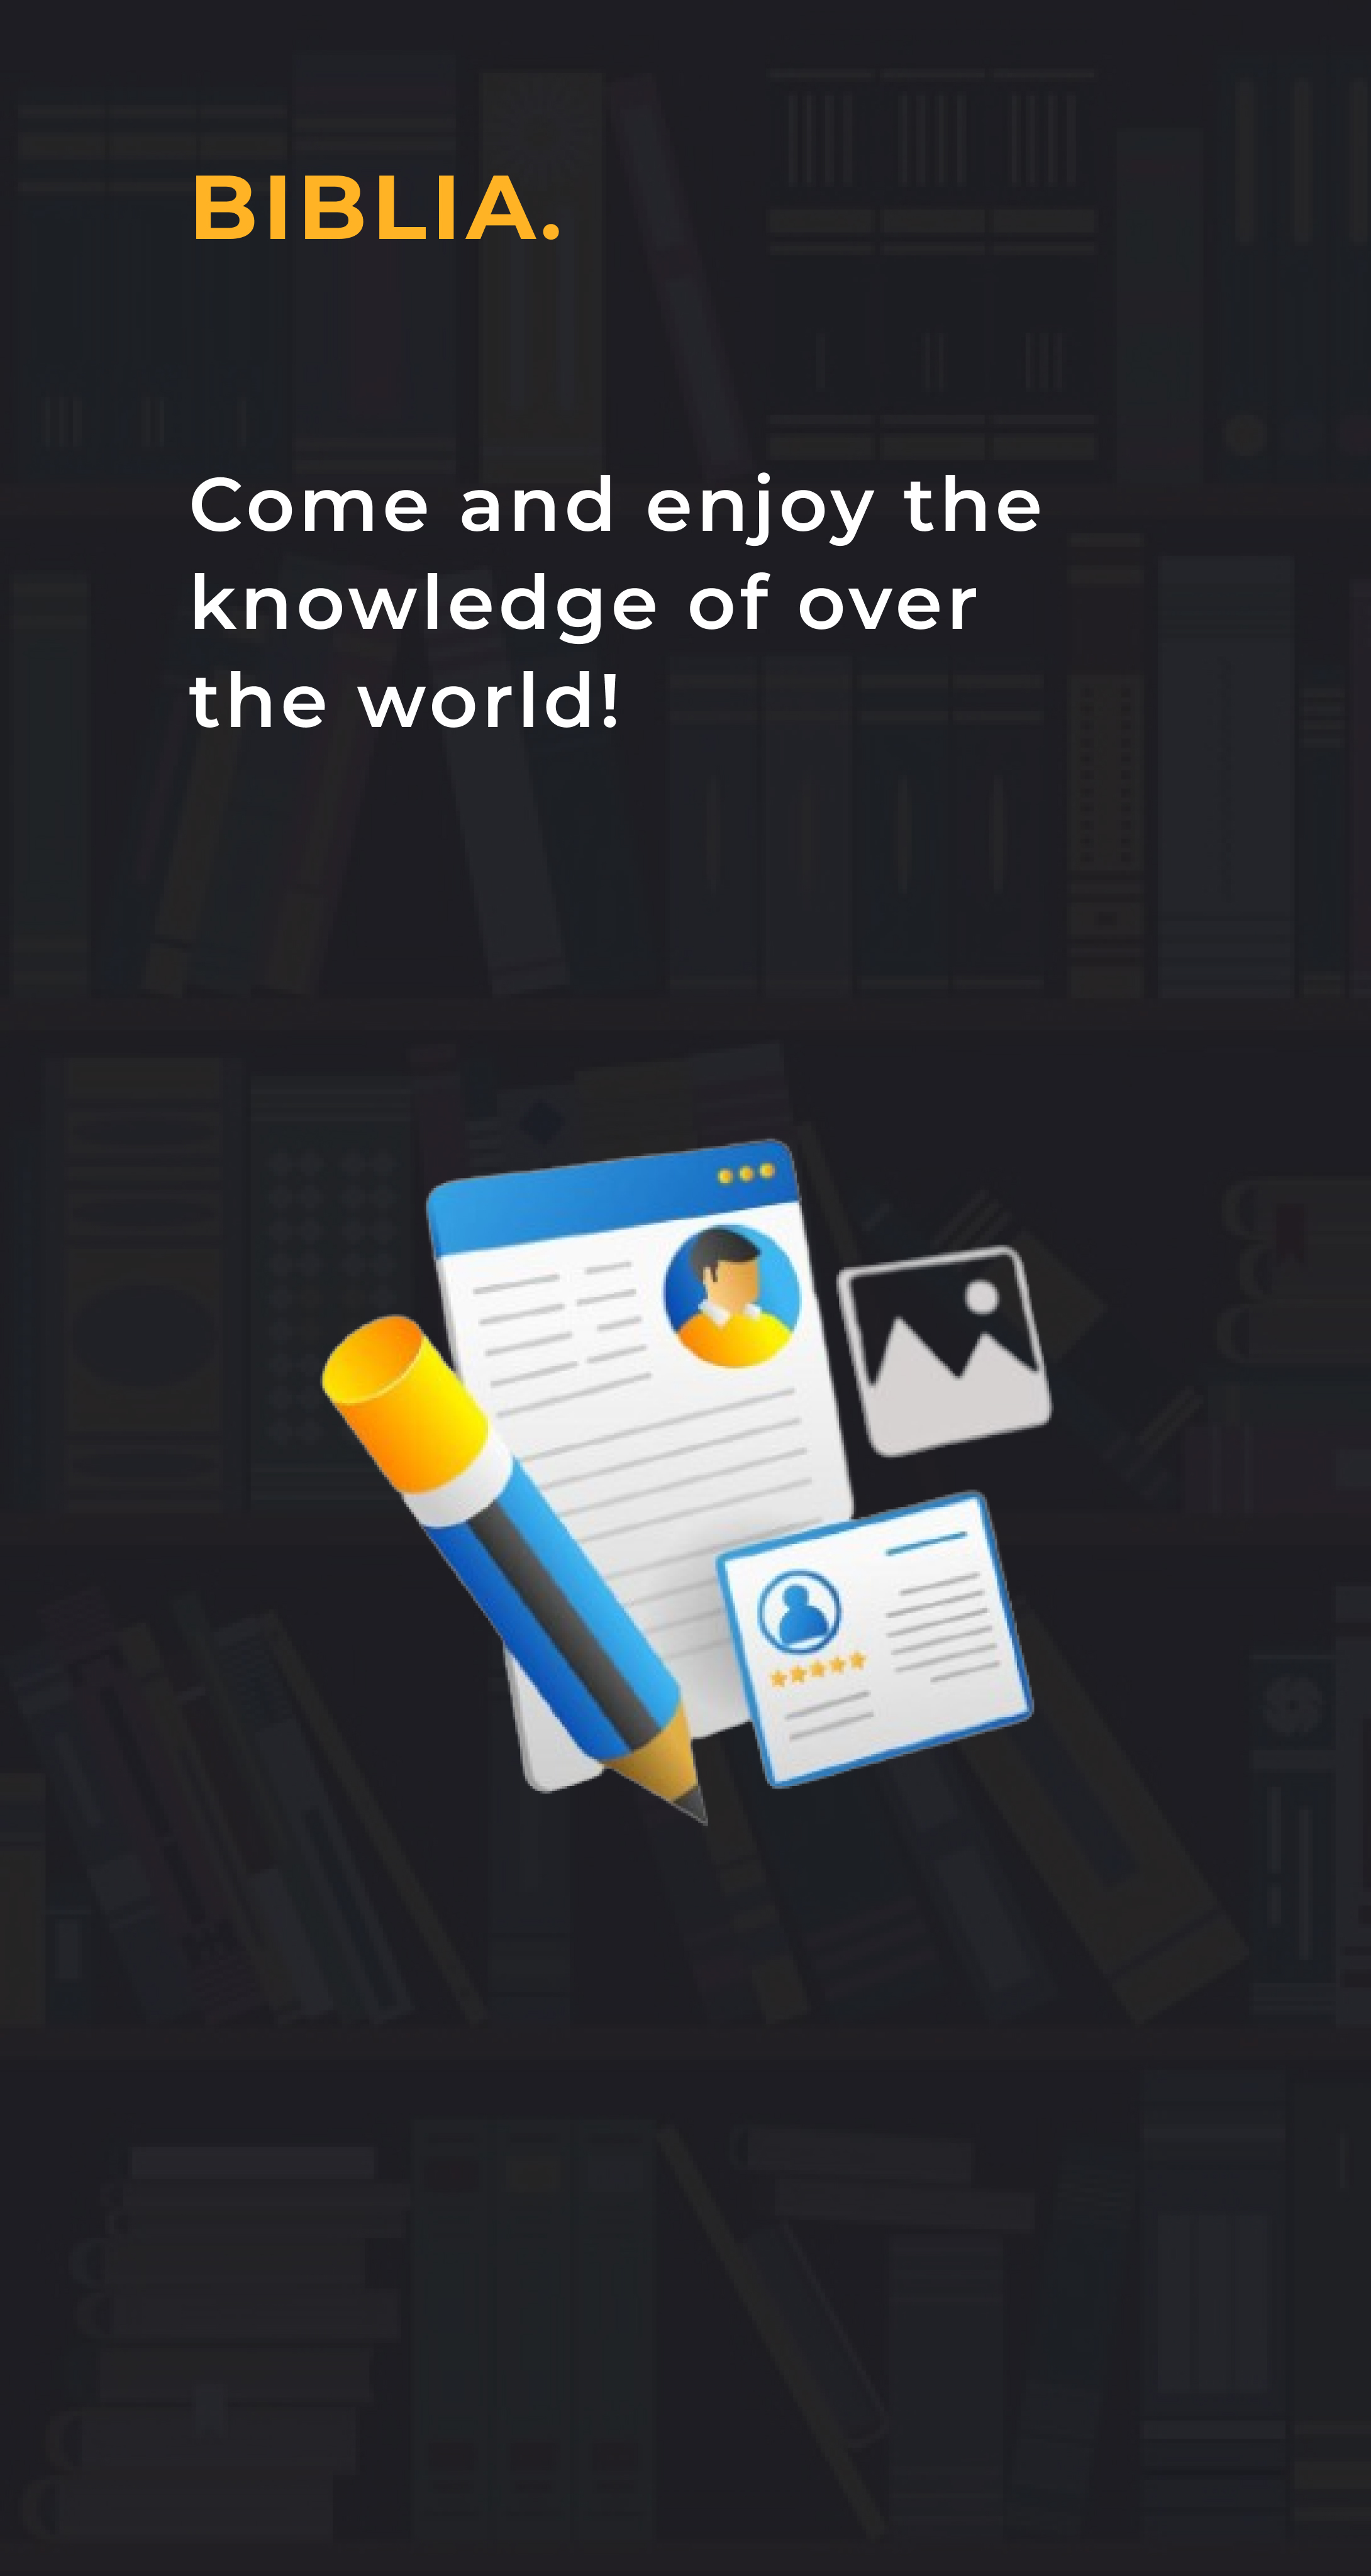 BIBLIA.
Come and enjoy the
knowledge of over
the world!